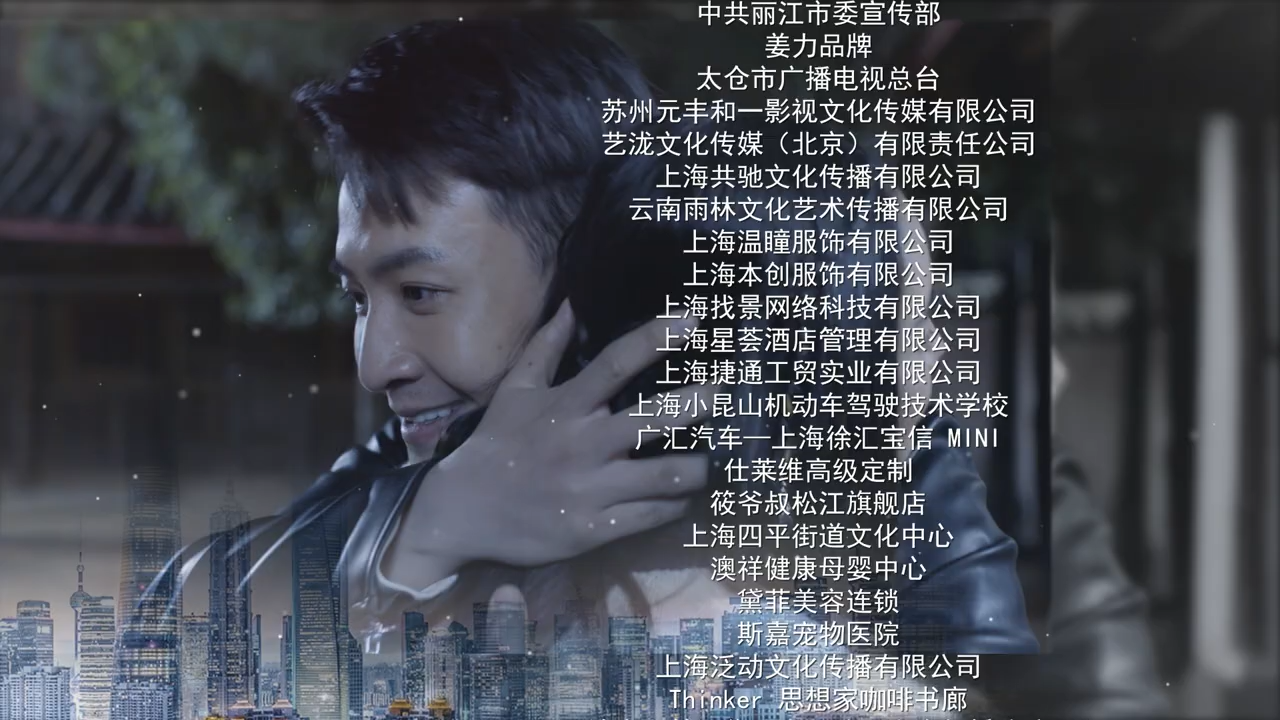 中共丽江市委宣传部
姜力品牌
太仓市广播电视总台
苏州元丰和一影视文化传媒有限公司
艺泷文化传媒（北京）有限责任公司
上海共驰文化传播有限公司
云南雨林文化艺术传播有限公司
上海温瞳服饰有限公司
上海本创服饰有限公司
上海找景网络科技有限公司
上海星荟酒店管理有限公司
上海捷通工贸实业有限公司
上海小昆山机动车驾驶技术学校
广汇汽车—上海徐汇宝信 MINI
仕莱维高级定制
筱爷叔松江旗舰店
上海四平街道文化中心
澳祥健康母婴中心
黛菲美容连锁
斯嘉宠物医院
上海泛动文化传播有限公司
Thinker 思想家咖啡书廊